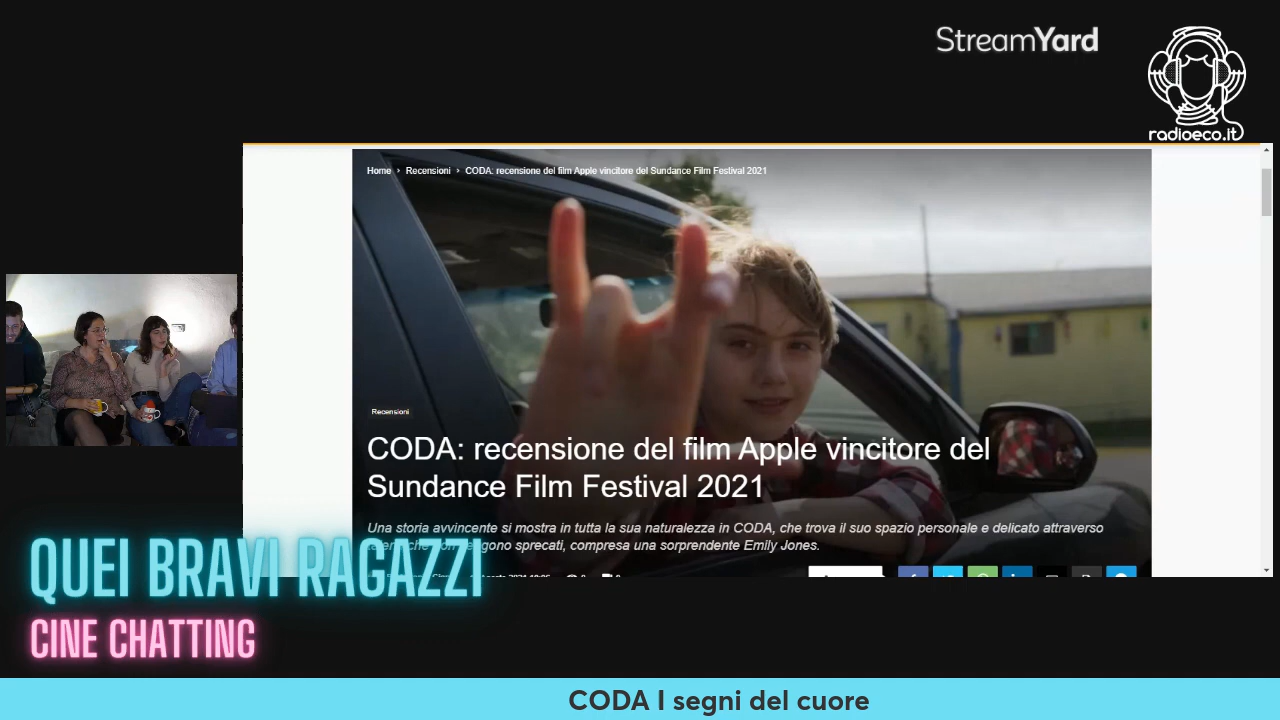 StreamYard
radioeco.it
Home › Recensioni › CODA: recensione del film Apple vincitore del Sundance Film Festival 2021
Recensioni
CODA: recensione del film Apple vincitore del
Sundance Film Festival 2021
Una storia avvincente si mostra in tutta la sua naturalezza in CODA, che trova il suo spazio personale e delicato attraverso
compresa una sorprendente Emily Jones.
QUEI BRAVI RAGAZZI
CINE CHATTING
CODA I segni del cuore